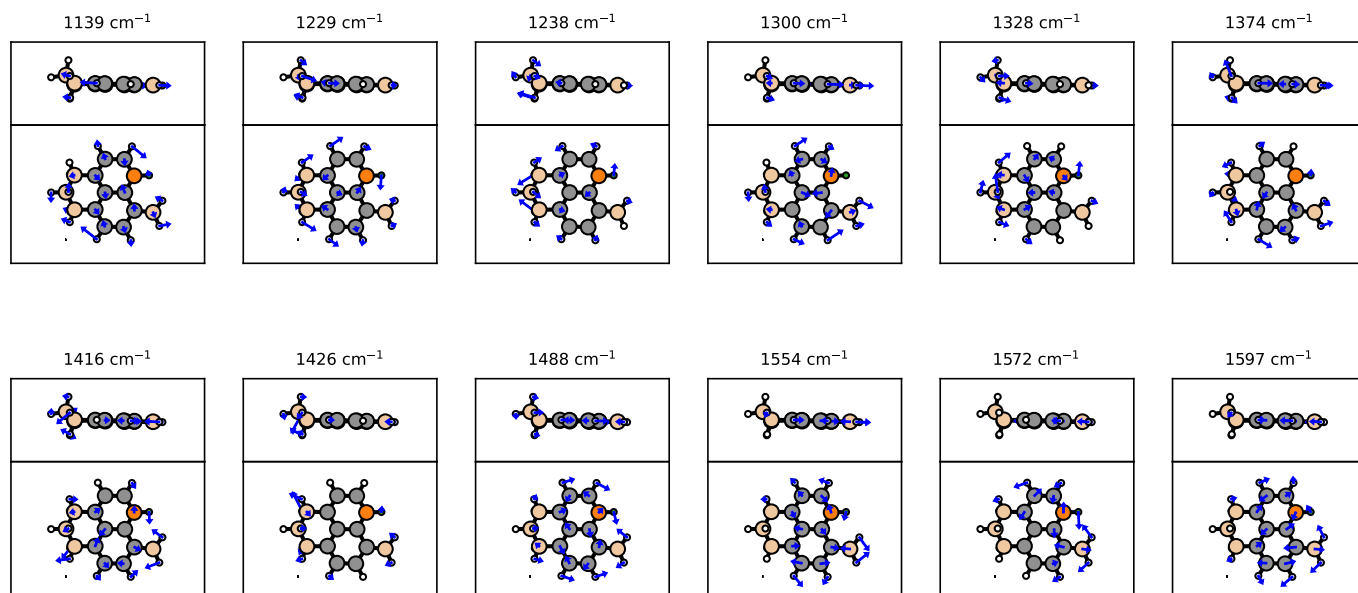 1139 cm⁻¹
1229 cm⁻¹
1238 cm⁻¹
1300 cm⁻¹
1328 cm⁻¹
1374 cm⁻¹
1416 cm⁻¹
1426 cm⁻¹
1488 cm⁻¹
1554 cm⁻¹
1572 cm⁻¹
1597 cm⁻¹